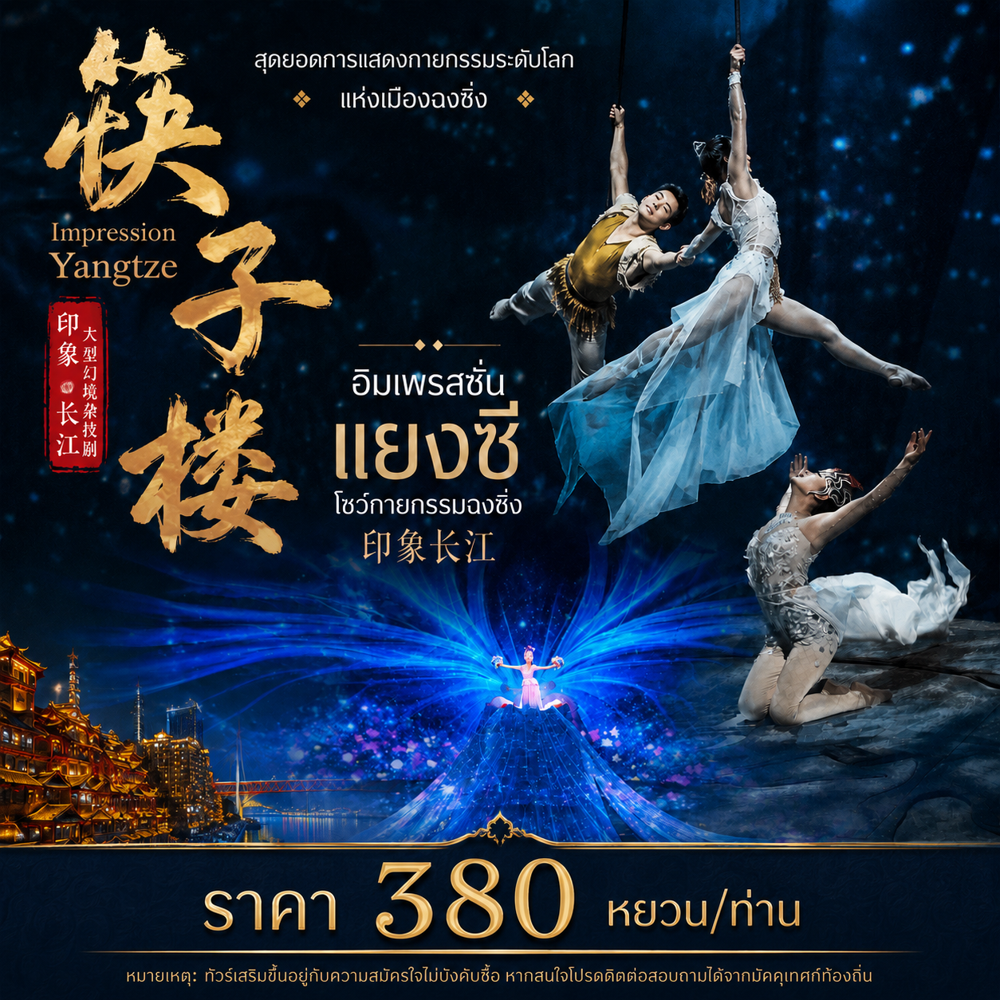 筷子楼
Impression
Yangtze
印象·长江
大型幻境杂技剧
สุดยอดการแสดงกายกรรมระดับโลก
แห่งเมืองฉงชิ่ง
อิมเพรสชั่น
แยงซี
โชว์กายกรรมฉงชิ่ง
印象长江
ราคา 380 หยวน/ท่าน
หมายเหตุ: ทัวร์เสริมขึ้นอยู่กับความสมัครใจไม่บังคับซื้อ หากสนใจโปรดติดต่อสอบถามได้จากมัคคุเทศก์ท้องถิ่น